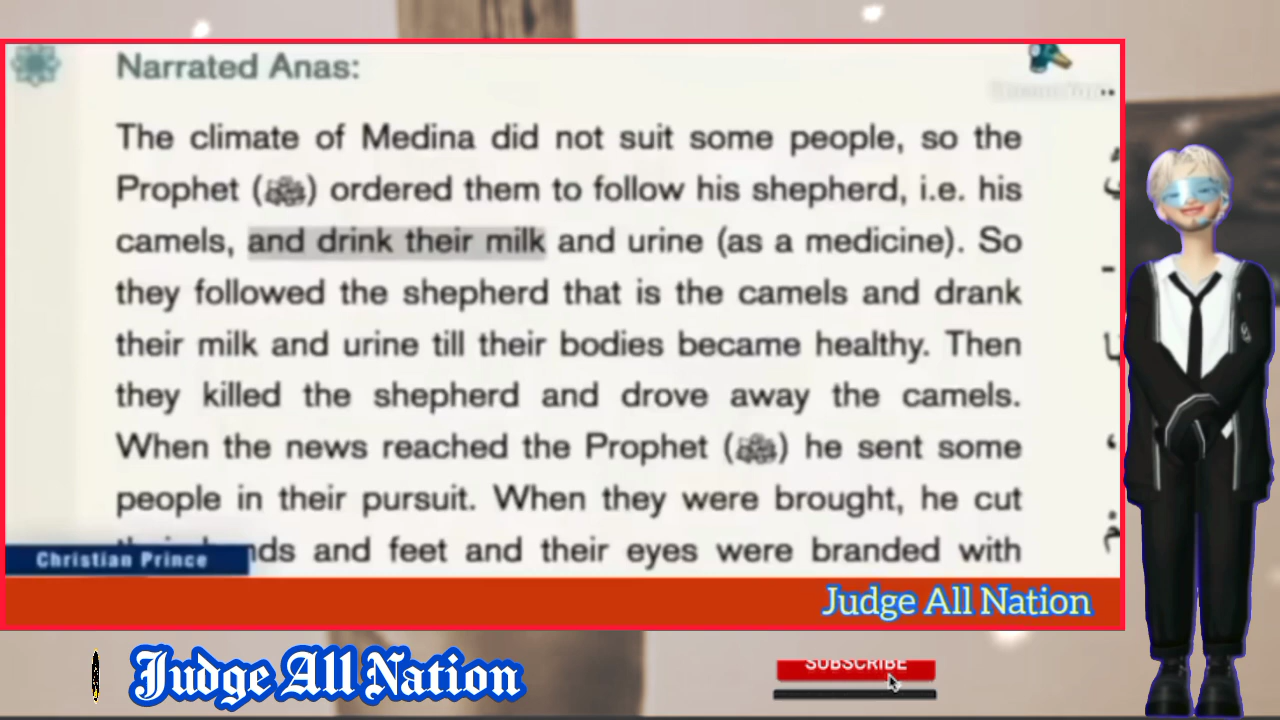 Narrated Anas:
The climate of Medina did not suit some people, so the
Prophet (ﷺ) ordered them to follow his shepherd, i.e. his
camels, and drink their milk and urine (as a medicine). So
they followed the shepherd that is the camels and drank
their milk and urine till their bodies became healthy. Then
they killed the shepherd and drove away the camels.
When the news reached the Prophet (ﷺ) he sent some
people in their pursuit. When they were brought, he cut
and feet and their eyes were branded with
Christian Prince
Judge All Nation
Judge All Nation
SUBSCRIBE